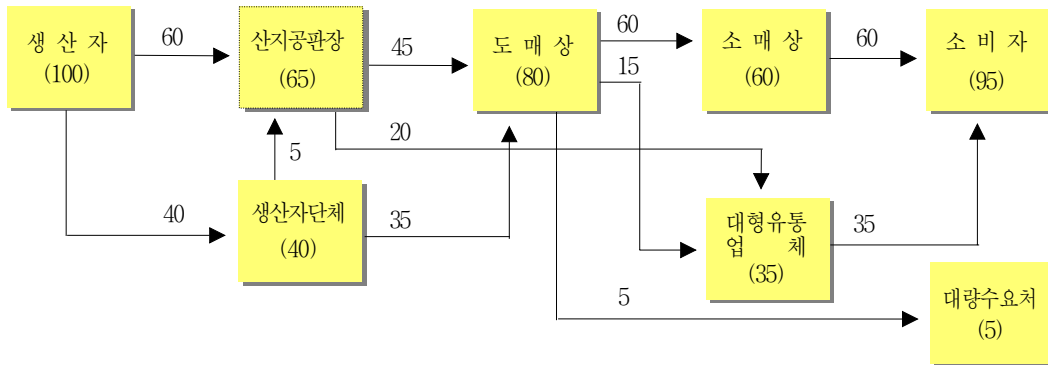 생 산 자
(100)
60
산지공판장
(65)
45
도 매 상
(80)
60
15
소 매 상
(60)
60
소 비 자
(95)
5
20
40
생산자단체
(40)
35
대형유통
업 체
(35)
35
5
대량수요처
(5)